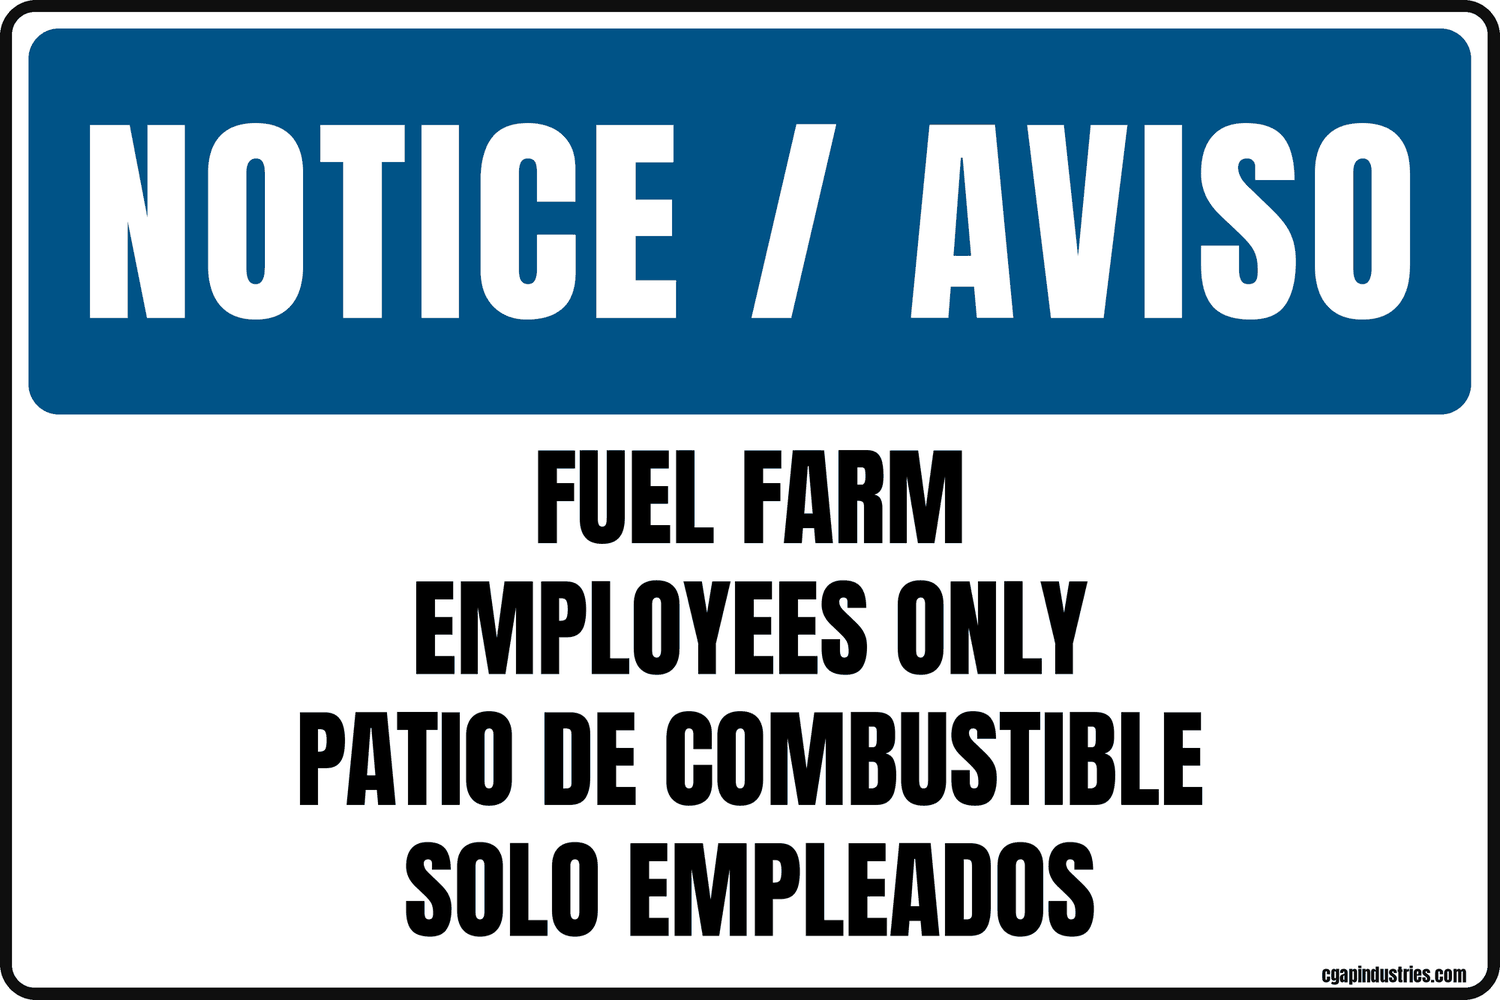 NOTICE / AVISO
FUEL FARM
EMPLOYEES ONLY
PATIO DE COMBUSTIBLE
SOLO EMPLEADOS
cgapindustries.com